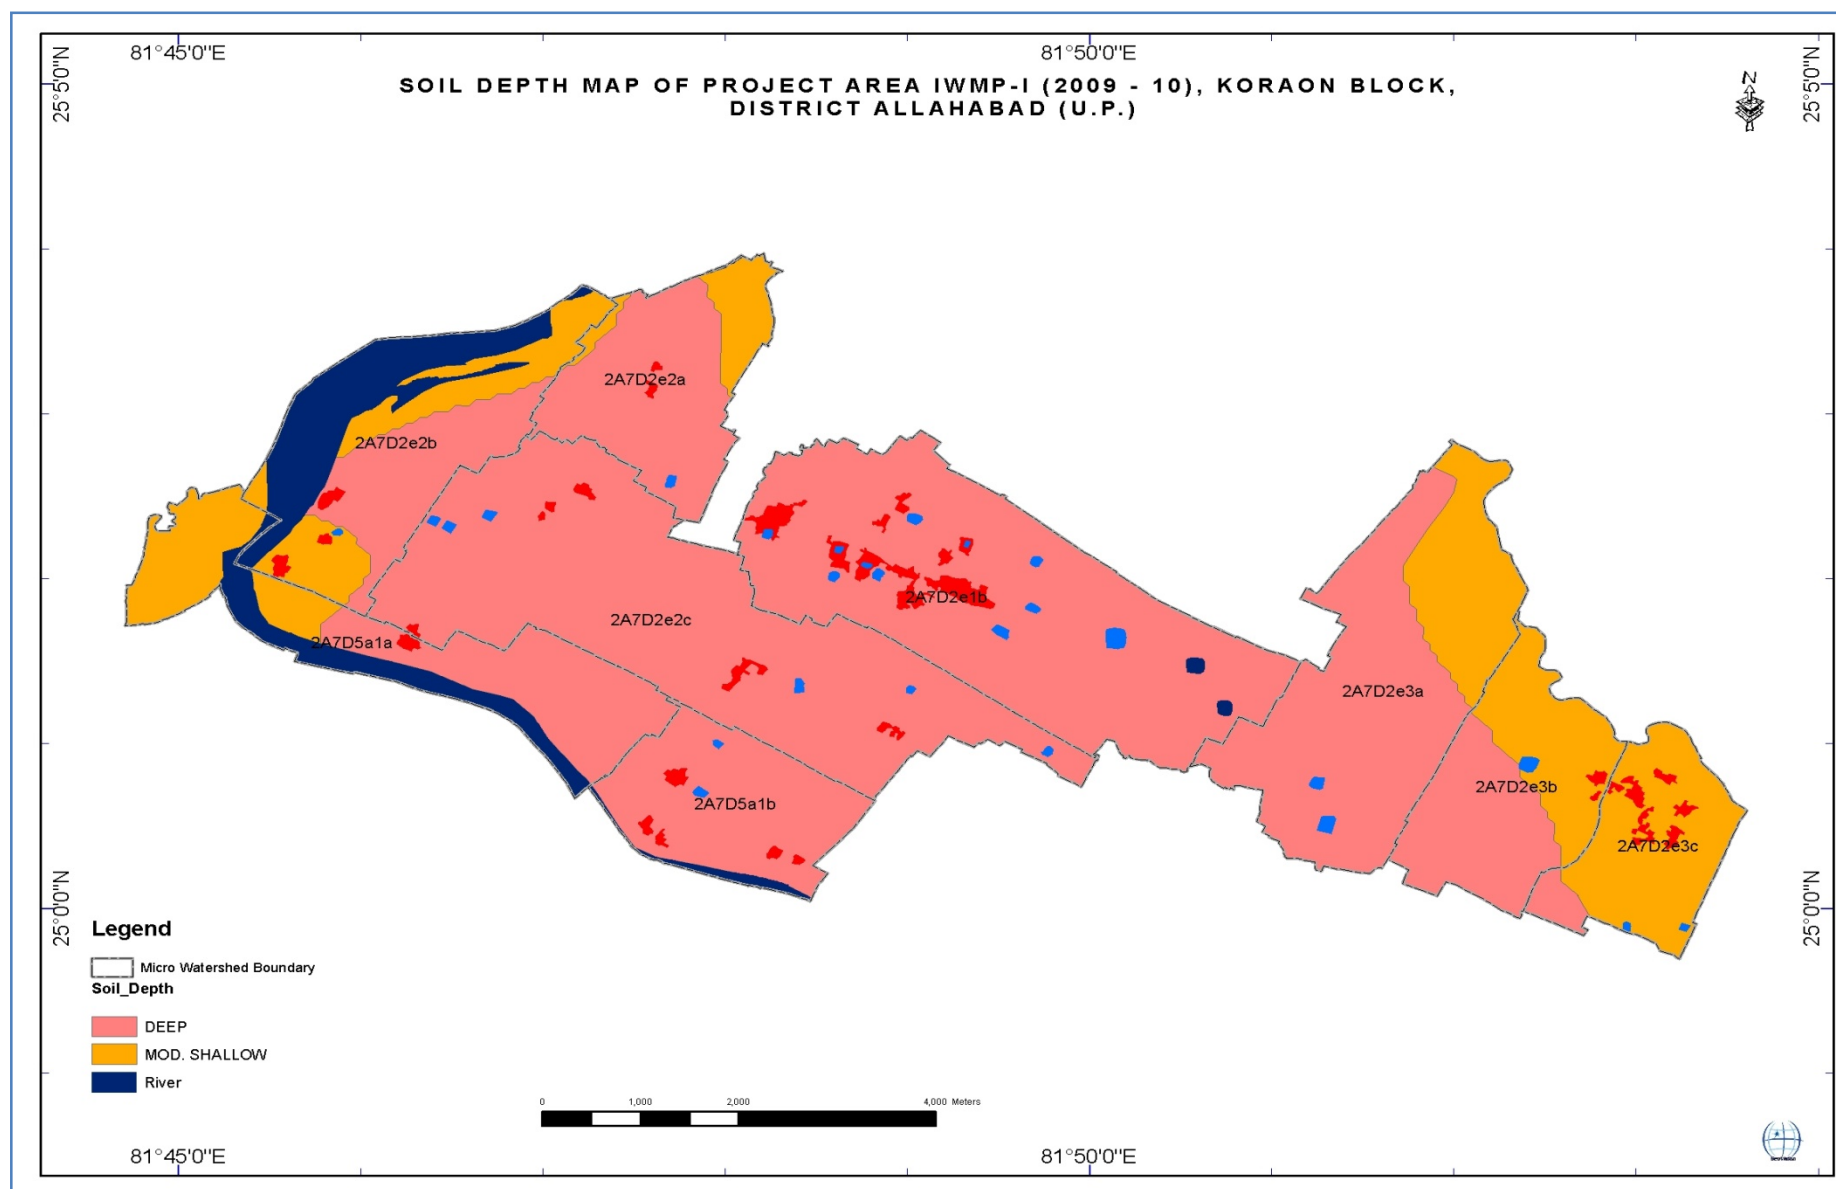 81°45'0"E
81°50'0"E
25°5'0"N
25°5'0"N
SOIL DEPTH MAP OF PROJECT AREA IWMP-I (2009 - 10), KORAON BLOCK,
DISTRICT ALLAHABAD (U.P.)
N
2A7D2e2a
2A7D2e2b
2A7D2e1b
2A7D2e2c
2A7D5a1a
2A7D2e3a
2A7D2e3b
2A7D5a1b
2A7D2e3c
25°0'0"N
25°0'0"N
Legend
Micro Watershed Boundary
Soil_Depth
DEEP
MOD. SHALLOW
River
0 1,000 2,000 4,000 Meters
81°45'0"E
81°50'0"E